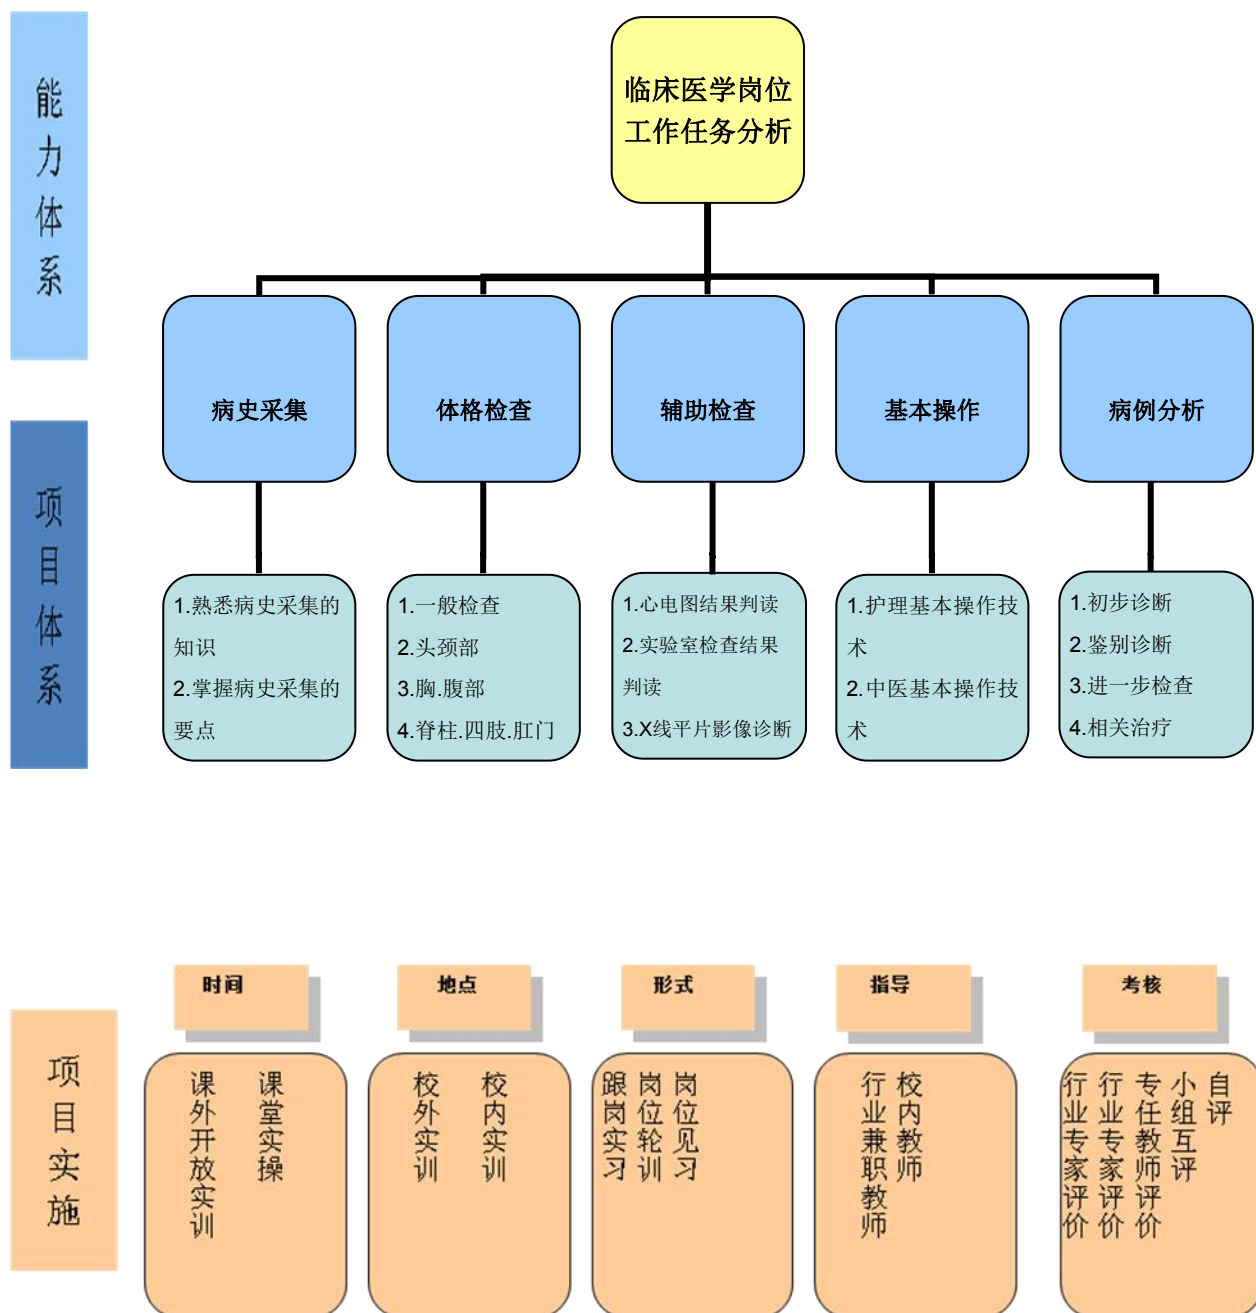 能力体系
临床医学岗位
工作任务分析
病史采集
体格检查
辅助检查
基本操作
病例分析
项目体系
1.熟悉病史采集的
知识
2.掌握病史采集的
要点
1.一般检查
2.头颈部
3.胸.腹部
4.脊柱.四肢.肛门
1.心电图结果判读
2.实验室检查结果
判读
3.X线平片影像诊断
1.护理基本操作技
术
2.中医基本操作技
术
1.初步诊断
2.鉴别诊断
3.进一步检查
4.相关治疗
项目实施
时间
课堂实操
课外开放实训
地点
校内实训
校外实训
形式
岗位见习
岗位轮训
跟岗实习
指导
校内教师
行业兼职教师
考核
自评
小组互评
专任教师评价
行业专家评价
行业专家评价